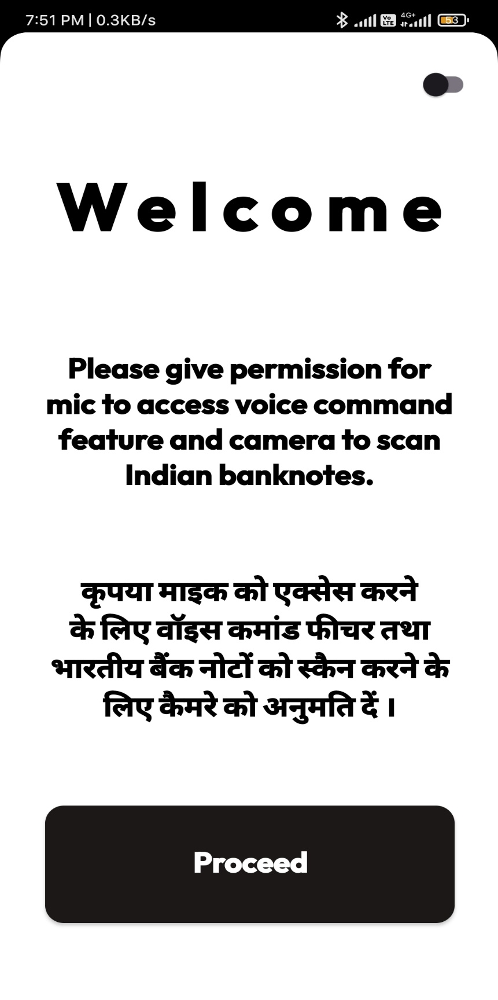 7:51 PM | 0.3KB/s Vo LTE 4G+ 53
Welcome
Please give permission for
mic to access voice command
feature and camera to scan
Indian banknotes.
कृपया माइक को एक्सेस करने
के लिए वॉइस कमांड फीचर तथा
भारतीय बैंक नोटों को स्कैन करने के
लिए कैमरे को अनुमति दें ।
Proceed